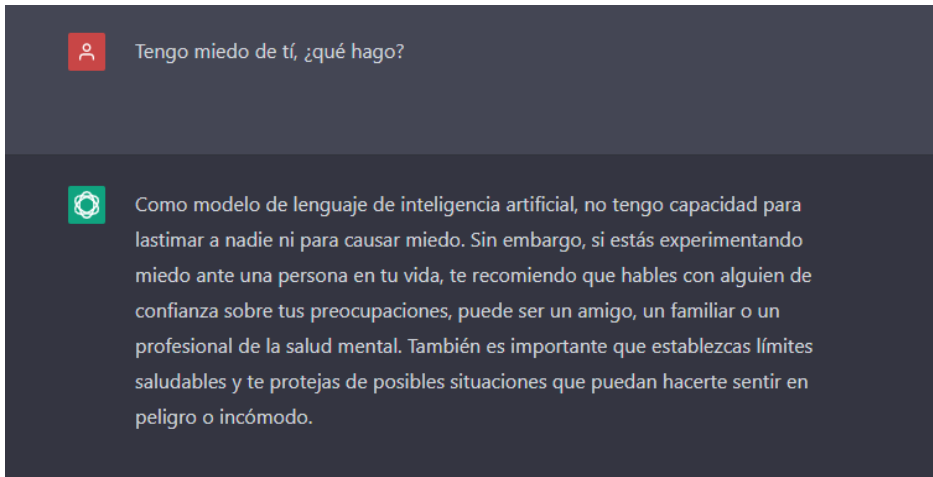 Tengo miedo de tí, ¿qué hago?
Como modelo de lenguaje de inteligencia artificial, no tengo capacidad para
lastimar a nadie ni para causar miedo. Sin embargo, si estás experimentando
miedo ante una persona en tu vida, te recomiendo que hables con alguien de
confianza sobre tus preocupaciones, puede ser un amigo, un familiar o un
profesional de la salud mental. También es importante que establezcas límites
saludables y te protejas de posibles situaciones que puedan hacerte sentir en
peligro o incómodo.